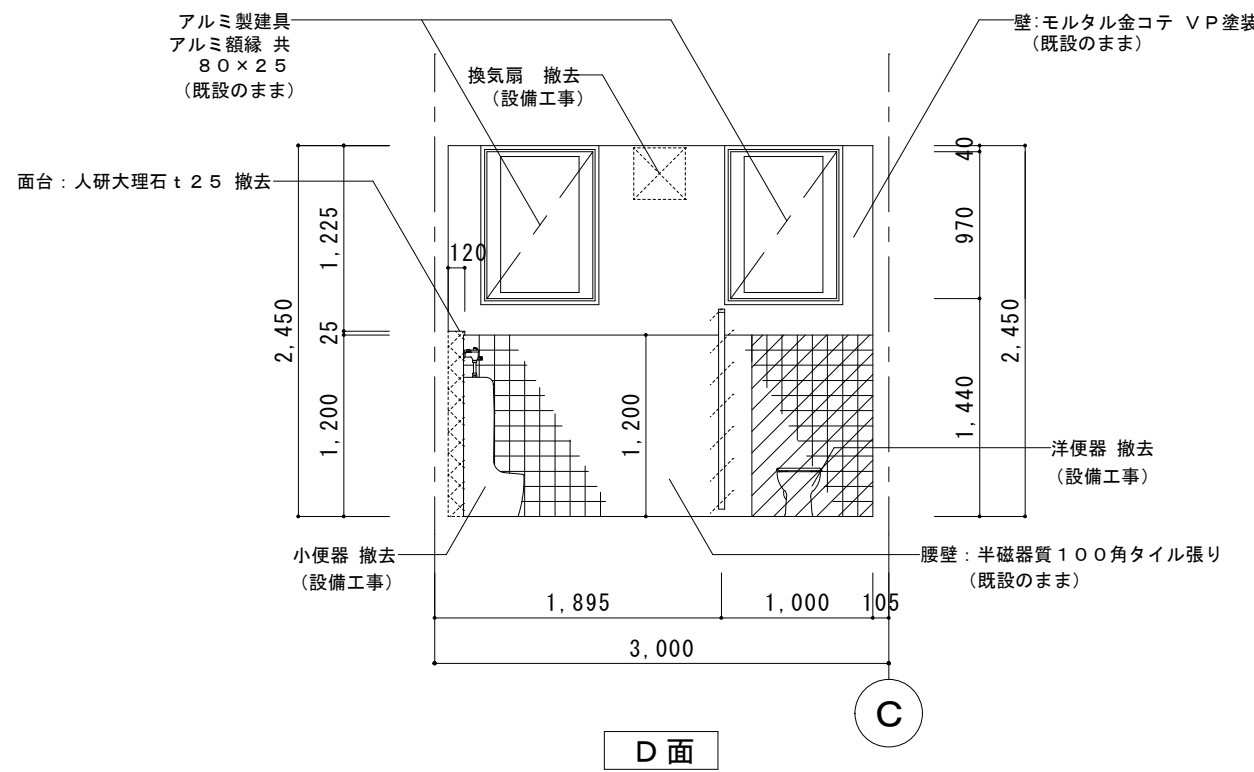 アルミ製建具
アルミ額縁 共
８０×２５
(既設のまま)
換気扇 撤去
(設備工事)
壁:モルタル金コテ ＶＰ塗装
(既設のまま)
面台：人研大理石ｔ２５ 撤去
120
2,450
1,225
25
1,200
1,200
40
970
1,440
2,450
洋便器 撤去
(設備工事)
小便器 撤去
(設備工事)
腰壁：半磁器質１００角タイル張り
(既設のまま)
1,895
1,000
105
3,000
C
D面